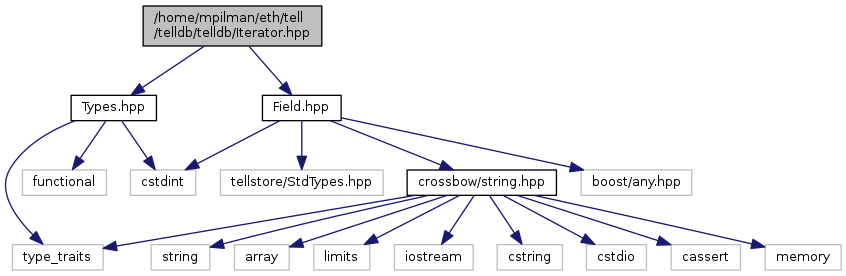 /home/mpilman/eth/tell
/telldb/telldb/Iterator.hpp
Types.hpp
Field.hpp
functional
cstdint
tellstore/StdTypes.hpp
crossbow/string.hpp
boost/any.hpp
type_traits
string
array
limits
iostream
cstring
cstdio
cassert
memory